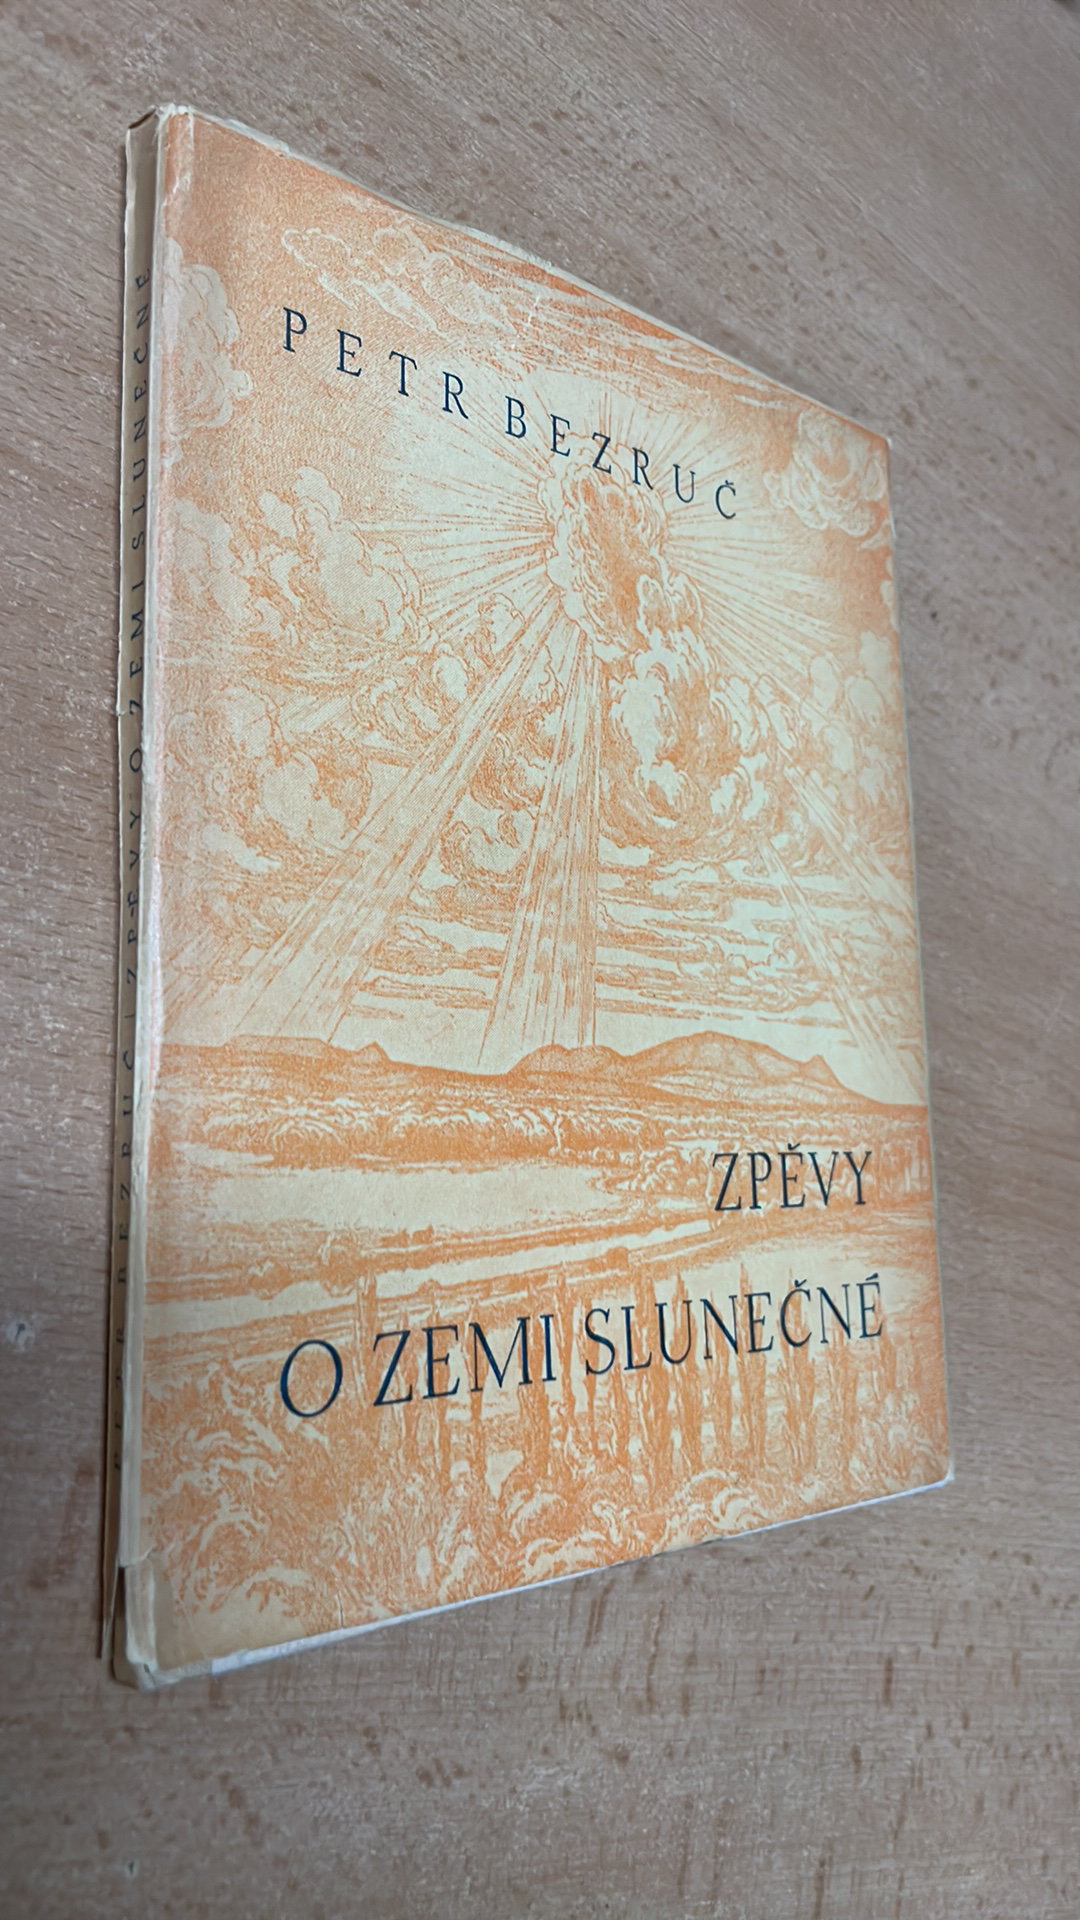 PETR BEZRUČ
ZPĚVY
O ZEMI SLUNEČNÉ
PETR BEZRUČ | ZPĚVY O ZEMI SLUNEČNÉ